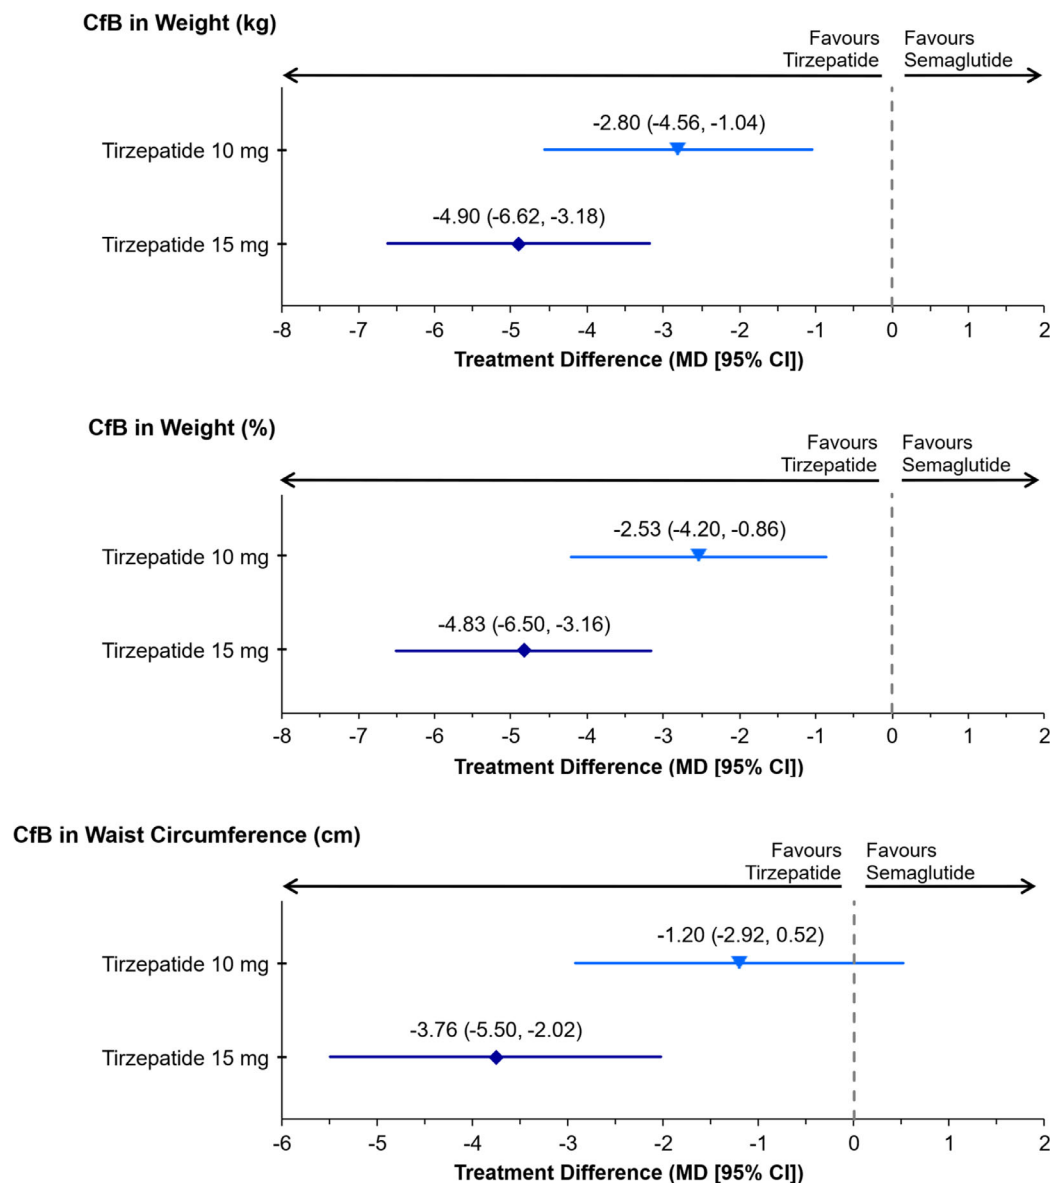 CfB in Weight (kg)
Favours
Tirzepatide
Favours
Semaglutide
-2.80 (-4.56, -1.04)
Tirzepatide 10 mg
-4.90 (-6.62, -3.18)
Tirzepatide 15 mg
-8 -7 -6 -5 -4 -3 -2 -1 0 1 2
Treatment Difference (MD [95% CI])
CfB in Weight (%)
Favours
Tirzepatide
Favours
Semaglutide
-2.53 (-4.20, -0.86)
Tirzepatide 10 mg
-4.83 (-6.50, -3.16)
Tirzepatide 15 mg
-8 -7 -6 -5 -4 -3 -2 -1 0 1 2
Treatment Difference (MD [95% CI])
CfB in Waist Circumference (cm)
Favours
Tirzepatide
Favours
Semaglutide
-1.20 (-2.92, 0.52)
Tirzepatide 10 mg
-3.76 (-5.50, -2.02)
Tirzepatide 15 mg
-6 -5 -4 -3 -2 -1 0 1 2
Treatment Difference (MD [95% CI])